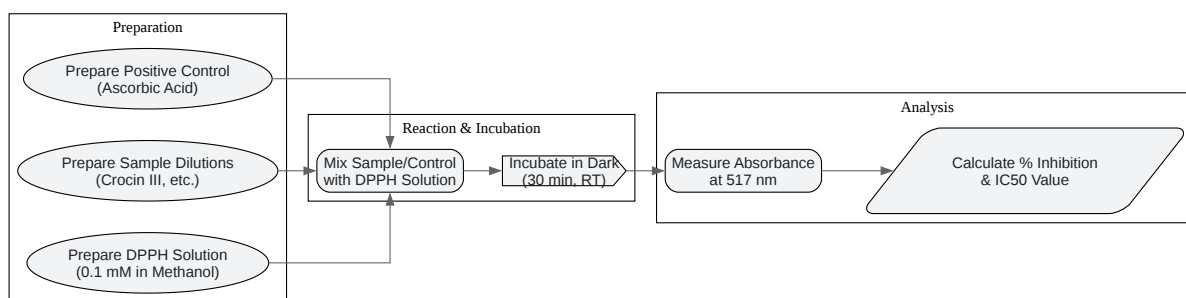 Preparation
Prepare Positive Control
(Ascorbic Acid)
Prepare Sample Dilutions
(Crocin III, etc.)
Prepare DPPH Solution
(0.1 mM in Methanol)
Reaction & Incubation
Mix Sample/Control
with DPPH Solution
Incubate in Dark
(30 min, RT)
Analysis
Measure Absorbance
at 517 nm
Calculate % Inhibition
& IC50 Value